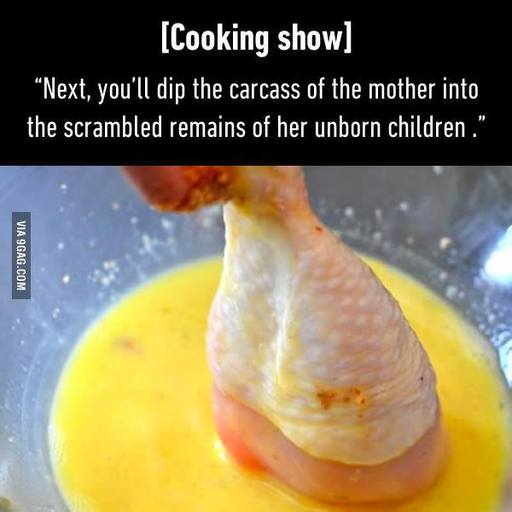 [Cooking show]
“Next, you’ll dip the carcass of the mother into
the scrambled remains of her unborn children .”
VIA 9GAG.COM